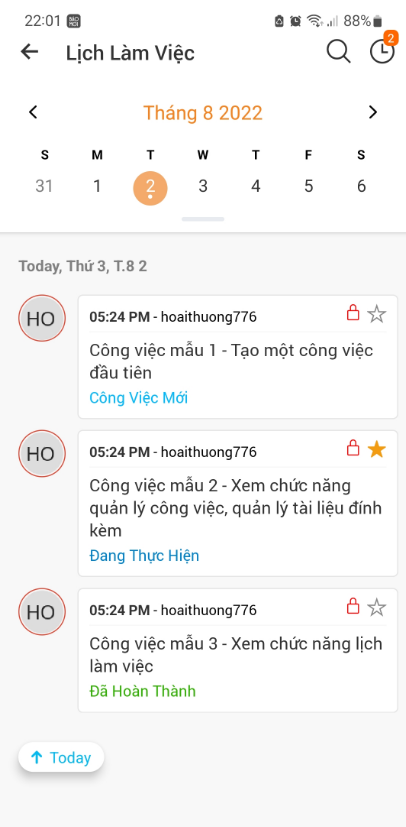 22:01 BÁO MỚI 88%
Lịch Làm Việc 2
Tháng 8 2022
S M T W T F S
31 1 2 3 4 5 6
Today, Thứ 3, T.8 2
HO 05:24 PM - hoaithuong776
Công việc mẫu 1 - Tạo một công việc
đầu tiên
Công Việc Mới
HO 05:24 PM - hoaithuong776
Công việc mẫu 2 - Xem chức năng
quản lý công việc, quản lý tài liệu đính
kèm
Đang Thực Hiện
HO 05:24 PM - hoaithuong776
Công việc mẫu 3 - Xem chức năng lịch
làm việc
Đã Hoàn Thành
Today